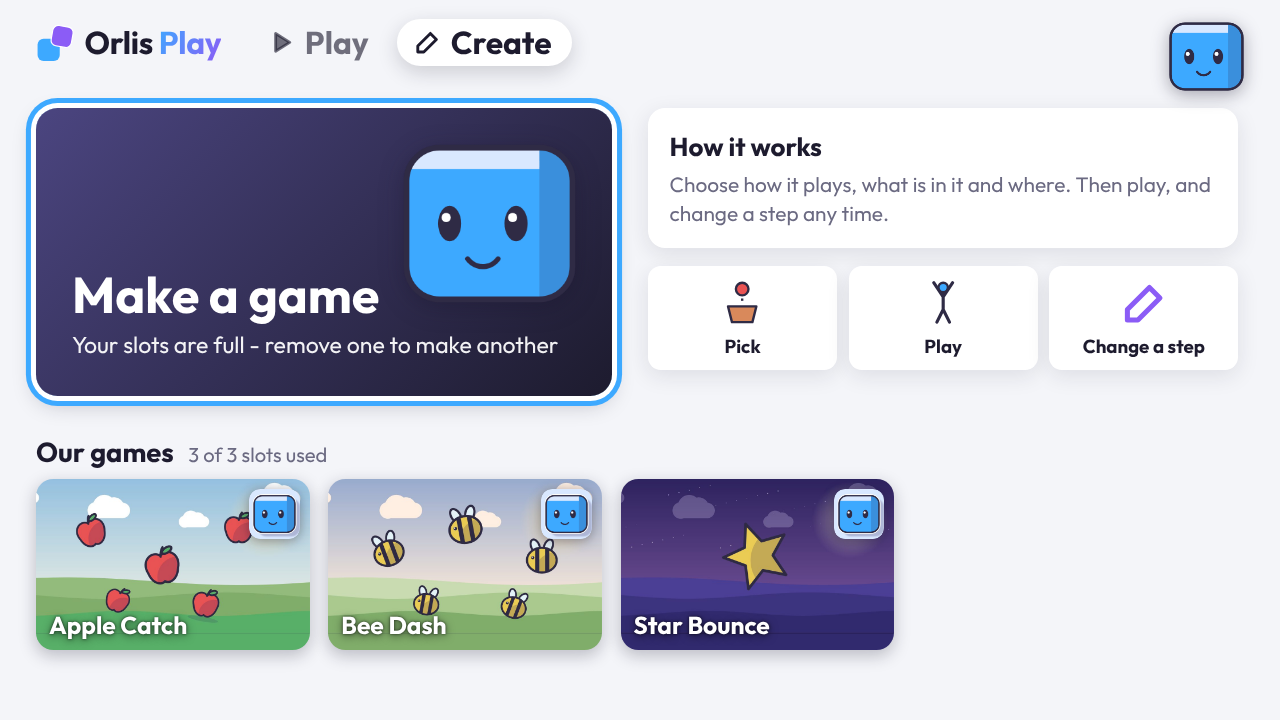 Orlis Play
Play
Create
Make a game
Your slots are full - remove one to make another
How it works
Choose how it plays, what is in it and where. Then play, and
change a step any time.
Pick
Play
Change a step
Our games
3 of 3 slots used
Apple Catch
Bee Dash
Star Bounce